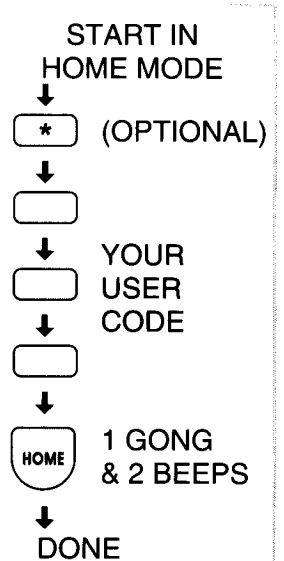 START IN
HOME MODE
* (OPTIONAL)
YOUR
USER
CODE
HOME
1 GONG
& 2 BEEPS
DONE